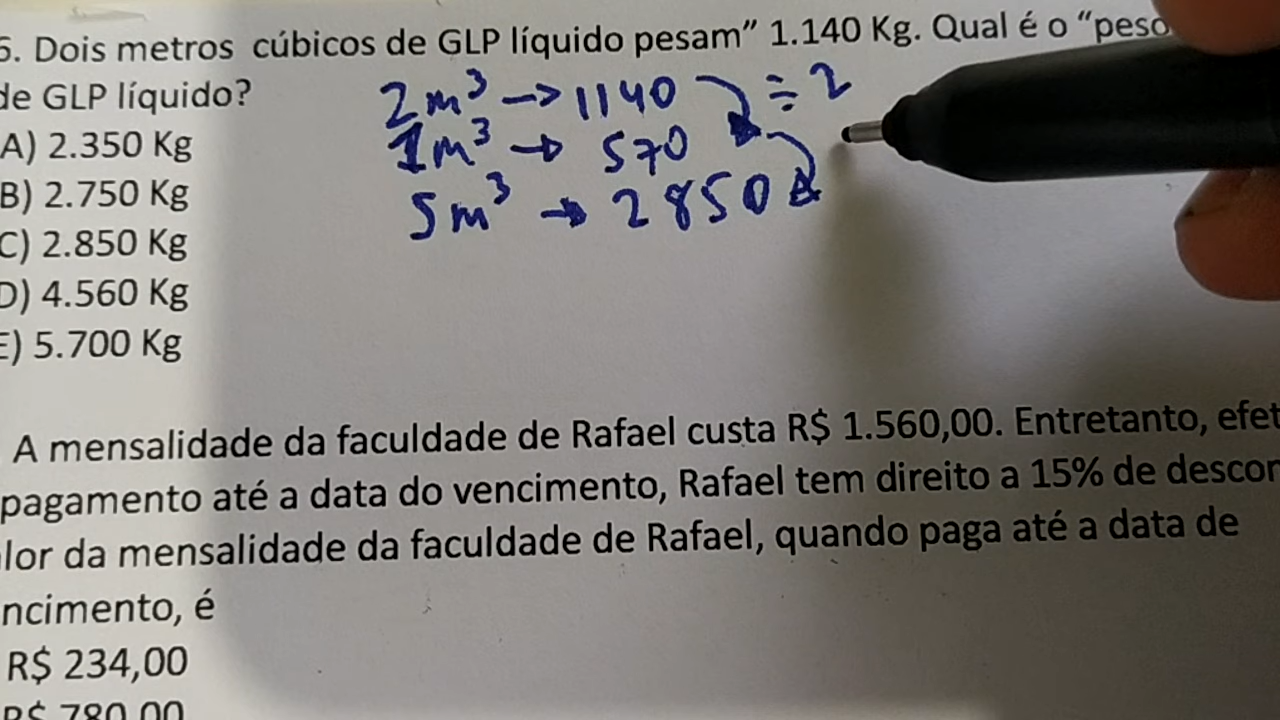 6. Dois metros cúbicos de GLP líquido pesam” 1.140 Kg. Qual é o “peso
de GLP líquido?
2m³ -> 1140 ÷ 2
1m³ -> 570
5m³ -> 2850
A) 2.350 Kg
B) 2.750 Kg
C) 2.850 Kg
D) 4.560 Kg
E) 5.700 Kg
A mensalidade da faculdade de Rafael custa R$ 1.560,00. Entretanto, efet
pagamento até a data do vencimento, Rafael tem direito a 15% de descon
lor da mensalidade da faculdade de Rafael, quando paga até a data de
ncimento, é
R$ 234,00
R$ 780,00